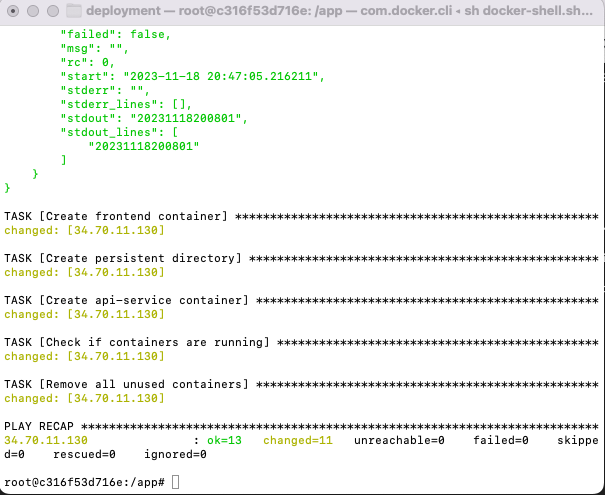 deployment — root@c316f53d716e: /app — com.docker.cli ◂ sh docker-shell.sh...
"failed": false,
"msg": "",
"rc": 0,
"start": "2023-11-18 20:47:05.216211",
"stderr": "",
"stderr_lines": [],
"stdout": "20231118200801",
"stdout_lines": [
"20231118200801"
]
}
}
TASK [Create frontend container] ****************************************************
changed: [34.70.11.130]
TASK [Create persistent directory] **************************************************
changed: [34.70.11.130]
TASK [Create api-service container] *************************************************
changed: [34.70.11.130]
TASK [Check if containers are running] **********************************************
changed: [34.70.11.130]
TASK [Remove all unused containers] *************************************************
changed: [34.70.11.130]
PLAY RECAP **************************************************************************
34.70.11.130               : ok=13   changed=11   unreachable=0    failed=0    skippe
d=0    rescued=0    ignored=0
root@c316f53d716e:/app#